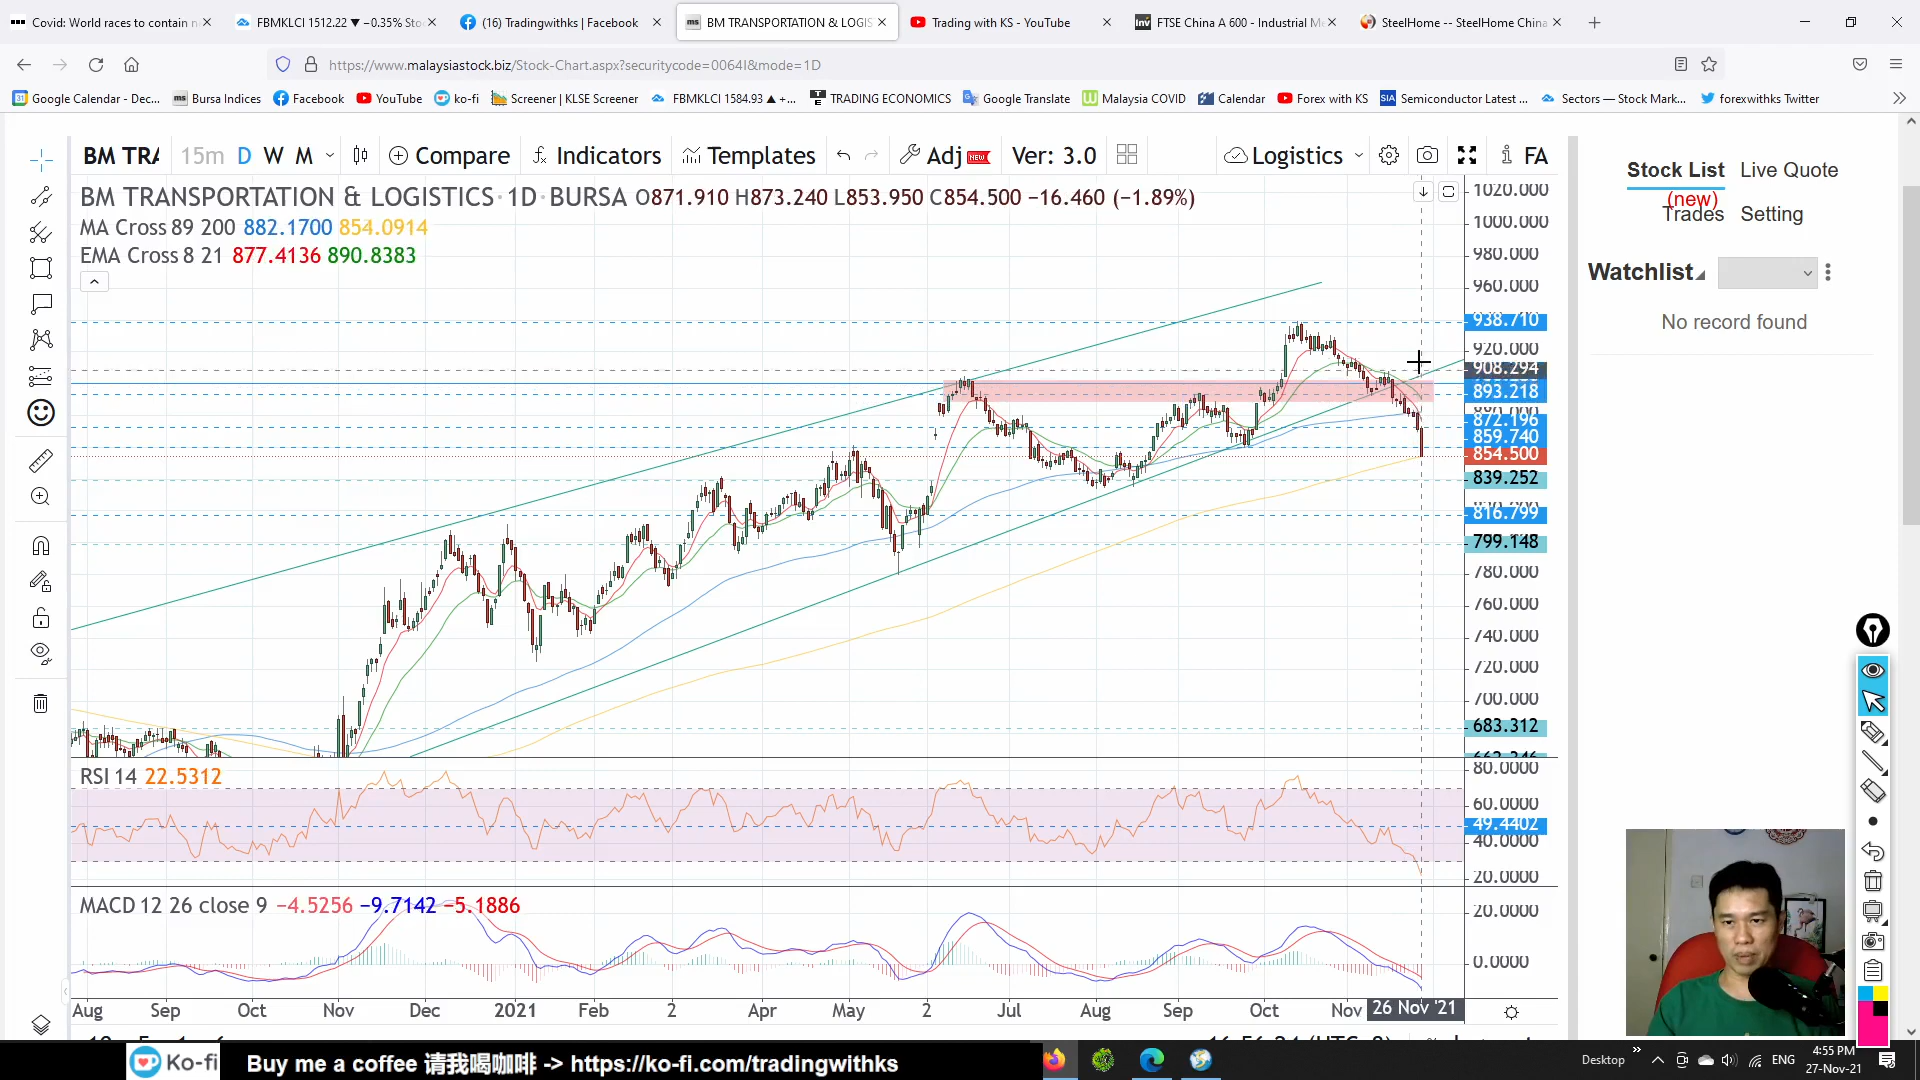 Covid: World races to contain n
FBMKLCI 1512.22 ▼ −0.35% Sto
(16) Tradingwithks | Facebook
BM TRANSPORTATION & LOGIS
Trading with KS - YouTube
FTSE China A 600 - Industrial Me
SteelHome -- SteelHome China
https://www.malaysiastock.biz/Stock-Chart.aspx?securitycode=0064I&mode=1D
Google Calendar - Dec...
Bursa Indices
Facebook
YouTube
ko-fi
Screener | KLSE Screener
FBMKLCI 1584.93 ▲ +...
TRADING ECONOMICS
Google Translate
Malaysia COVID
Calendar
Forex with KS
Semiconductor Latest ...
Sectors — Stock Mark...
forexwithks Twitter
BM TRA 15m D W M Compare Indicators Templates Adj NEW Ver: 3.0 Logistics FA
BM TRANSPORTATION & LOGISTICS · 1D · BURSA O871.910 H873.240 L853.950 C854.500 −16.460 (−1.89%)
MA Cross 89 200 882.1700 854.0914
EMA Cross 8 21 877.4136 890.8383
1020.000
1000.000
980.000
960.000
938.710
920.000
908.294
893.218
880.000
872.196
859.740
854.500
839.252
816.799
799.148
780.000
760.000
740.000
720.000
700.000
683.312
RSI 14 22.5312
80.0000
60.0000
49.4402
40.0000
20.0000
MACD 12 26 close 9 −4.5256 −9.7142 −5.1886
20.0000
0.0000
Aug Sep Oct Nov Dec 2021 Feb 2 Apr May 2 Jul Aug Sep Oct Nov 26 Nov '21
Stock List Live Quote
(new)
Trades Setting
Watchlist
No record found
Ko-fi
Buy me a coffee 请我喝咖啡 -> https://ko-fi.com/tradingwithks
Desktop
ENG
4:55 PM
27-Nov-21